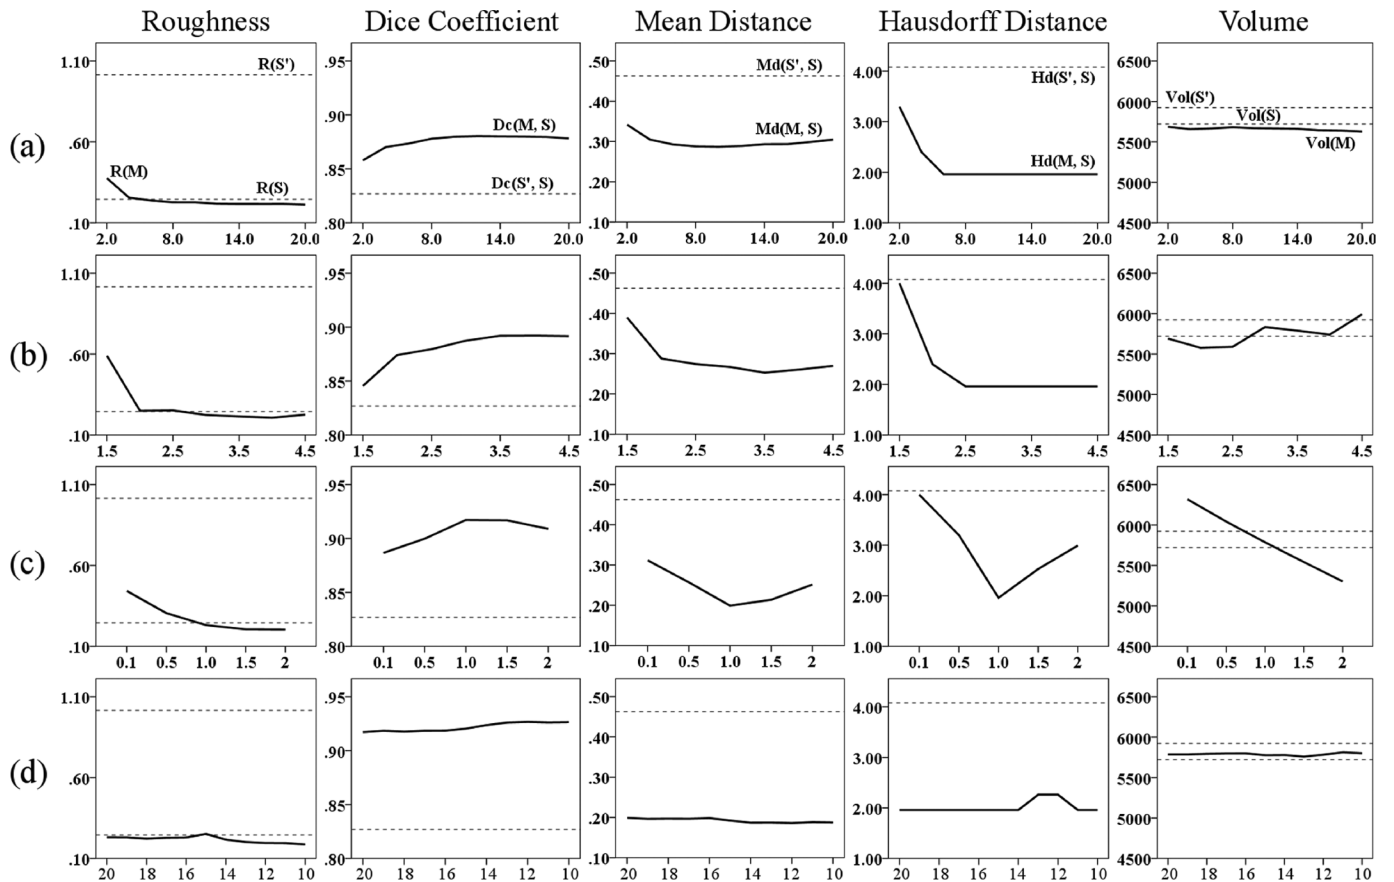 Roughness Dice Coefficient Mean Distance Hausdorff Distance Volume
(a)
1.10 .60 .10
R(S')
R(M)
R(S)
2.0 8.0 14.0 20.0
.95 .90 .85 .80
Dc(M, S)
Dc(S', S)
2.0 8.0 14.0 20.0
.50 .40 .30 .20 .10
Md(S', S)
Md(M, S)
2.0 8.0 14.0 20.0
4.00 3.00 2.00 1.00
Hd(S', S)
Hd(M, S)
2.0 8.0 14.0 20.0
6500 6000 5500 5000 4500
Vol(S')
Vol(S)
Vol(M)
2.0 8.0 14.0 20.0
(b)
1.10 .60 .10
1.5 2.5 3.5 4.5
.95 .90 .85 .80
1.5 2.5 3.5 4.5
.50 .40 .30 .20 .10
1.5 2.5 3.5 4.5
4.00 3.00 2.00 1.00
1.5 2.5 3.5 4.5
6500 6000 5500 4500
1.5 2.5 3.5 4.5
(c)
1.10 .60 .10
0.1 0.5 1.0 1.5 2
.95 .90 .85 .80
0.1 0.5 1.0 1.5 2
.50 .40 .30 .20 .10
0.1 0.5 1.0 1.5 2
4.00 3.00 2.00 1.00
0.1 0.5 1.0 1.5 2
6500 6000 5500 5000 4500
0.1 0.5 1.0 1.5 2
(d)
1.10 .60 .10
20 18 16 14 12 10
.95 .90 .85 .80
20 18 16 14 12 10
.50 .40 .30 .20 .10
20 18 16 14 12 10
4.00 3.00 2.00 1.00
20 18 16 14 12 10
6500 6000 5500 5000 4500
20 18 16 14 12 10